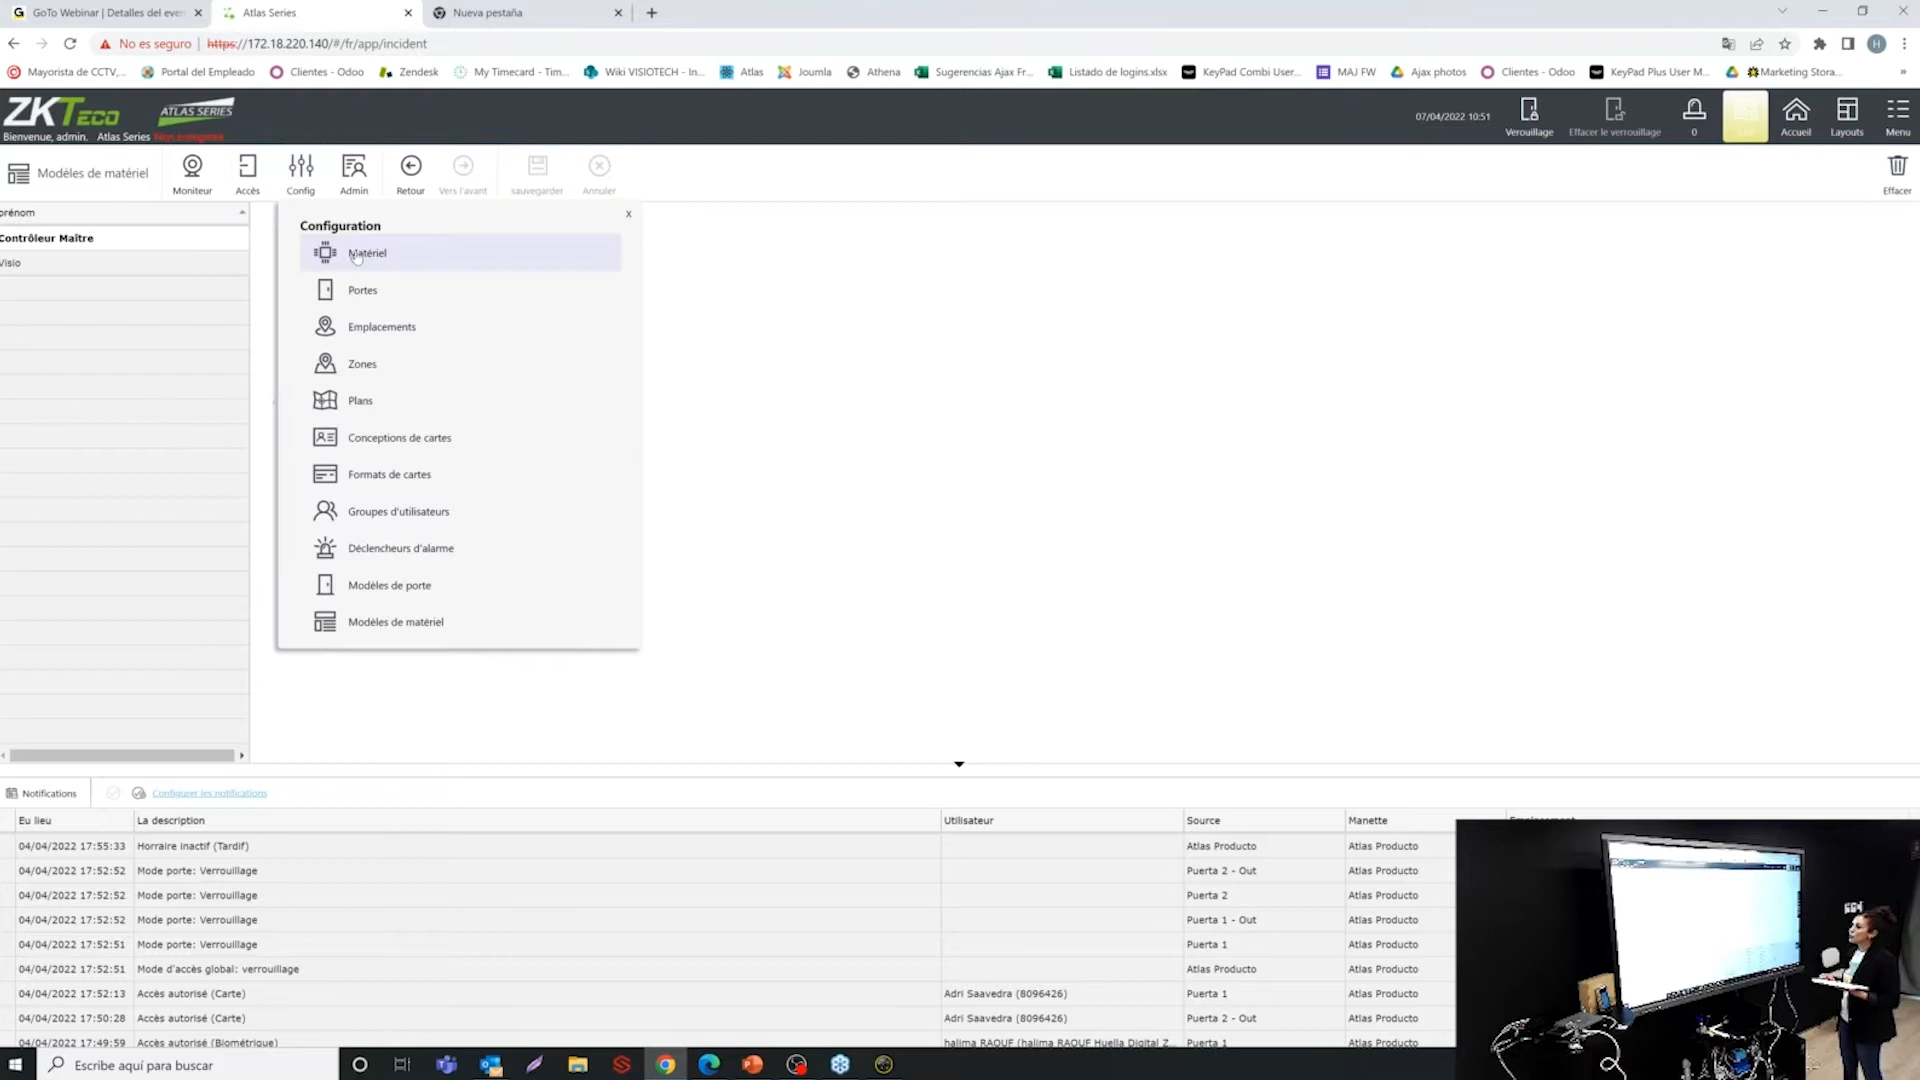 GoTo Webinar | Detalles del even
Atlas Series
Nueva pestaña
No es seguro
https://172.18.220.140/#/fr/app/incident
Mayorista de CCTV,...
Portal del Empleado
Clientes - Odoo
Zendesk
My Timecard - Tim...
Wiki VISIOTECH - In...
Atlas
Joumla
Athena
Sugerencias Ajax Fr...
Listado de logins.xlsx
KeyPad Combi User...
MAJ FW
Ajax photos
Clientes - Odoo
KeyPad Plus User M...
Marketing Stora...
ZKTeco
ATLAS SERIES
Bienvenue, admin. Atlas Series Non enregistré
07/04/2022 10:51
Verouillage
Effacer le verrouillage
0
Accueil
Layouts
Menu
Modèles de matériel
Moniteur
Accès
Config
Admin
Retour
Vers l'avant
sauvegarder
Annuler
Effacer
prénom
Contrôleur Maître
Visio
Configuration
x
Matériel
Portes
Emplacements
Zones
Plans
Conceptions de cartes
Formats de cartes
Groupes d'utilisateurs
Déclencheurs d'alarme
Modèles de porte
Modèles de matériel
Notifications
Configurer les notifications
Eu lieu La description Utilisateur Source Manette Emplacement
04/04/2022 17:55:33 Horraire inactif (Tardif) Atlas Producto Atlas Producto
04/04/2022 17:52:52 Mode porte: Verrouillage Puerta 2 - Out Atlas Producto
04/04/2022 17:52:52 Mode porte: Verrouillage Puerta 2 Atlas Producto
04/04/2022 17:52:52 Mode porte: Verrouillage Puerta 1 - Out Atlas Producto
04/04/2022 17:52:51 Mode porte: Verrouillage Puerta 1 Atlas Producto
04/04/2022 17:52:51 Mode d'accès global: verrouillage Atlas Producto Atlas Producto
04/04/2022 17:52:13 Accès autorisé (Carte) Adri Saavedra (8096426) Puerta 1 Atlas Producto
04/04/2022 17:50:28 Accès autorisé (Carte) Adri Saavedra (8096426) Puerta 2 - Out Atlas Producto
04/04/2022 17:49:59 Accès autorisé (Biométrique) halima RAOUF (halima RAOUF Huella Digital Z... Puerta 1 Atlas Producto
Escribe aquí para buscar